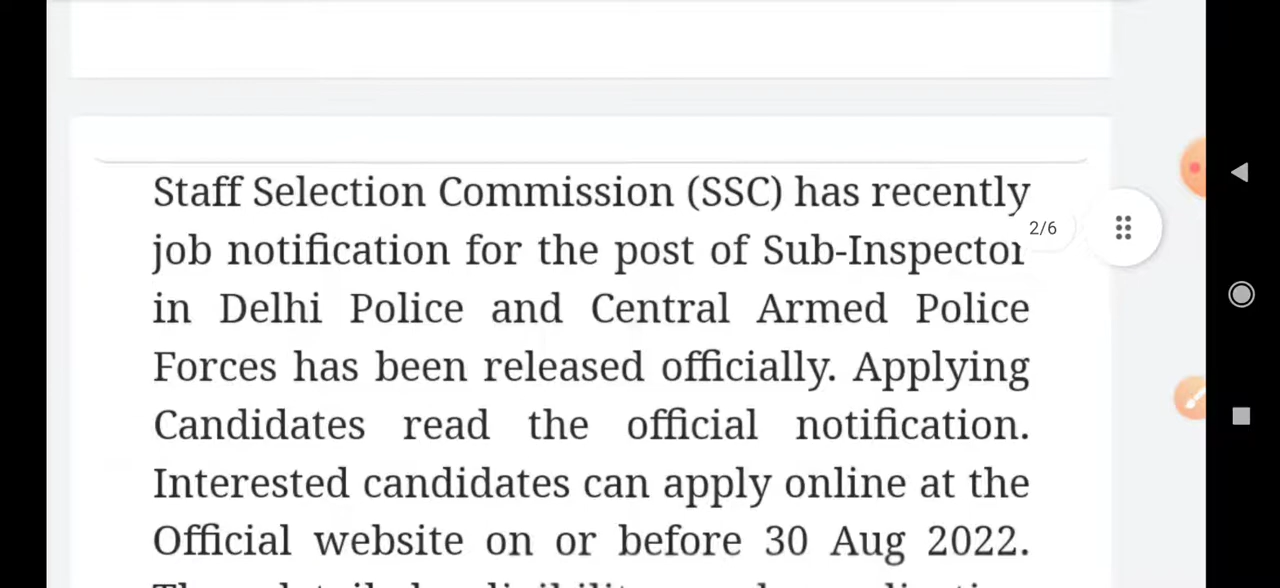 Staff Selection Commission (SSC) has recently
2/6
job notification for the post of Sub-Inspector
in Delhi Police and Central Armed Police
Forces has been released officially. Applying
Candidates read the official notification.
Interested candidates can apply online at the
Official website on or before 30 Aug 2022.